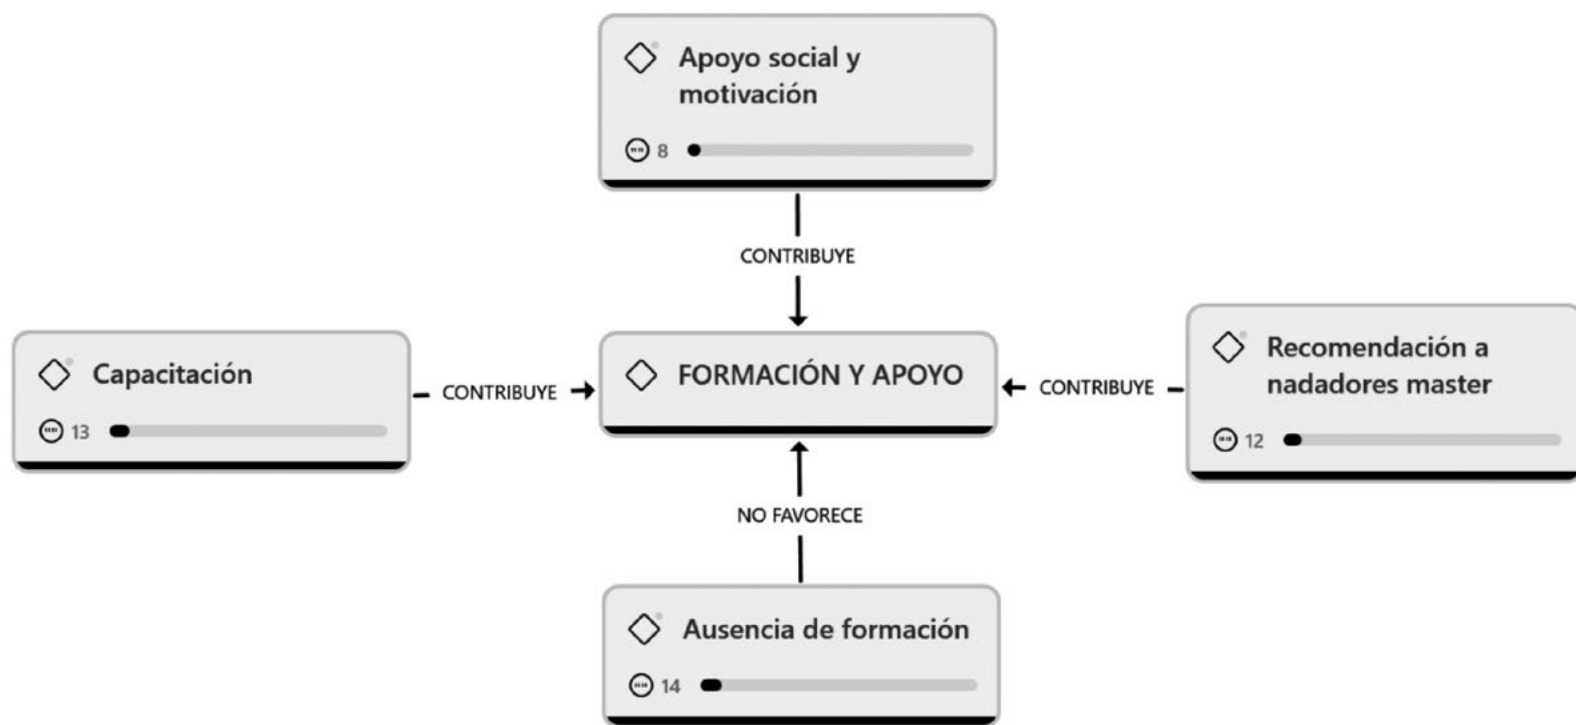 Apoyo social y
motivación
8
CONTRIBUYE
Capacitación
13
CONTRIBUYE
FORMACIÓN Y APOYO
CONTRIBUYE
Recomendación a
nadadores master
12
NO FAVORECE
Ausencia de formación
14